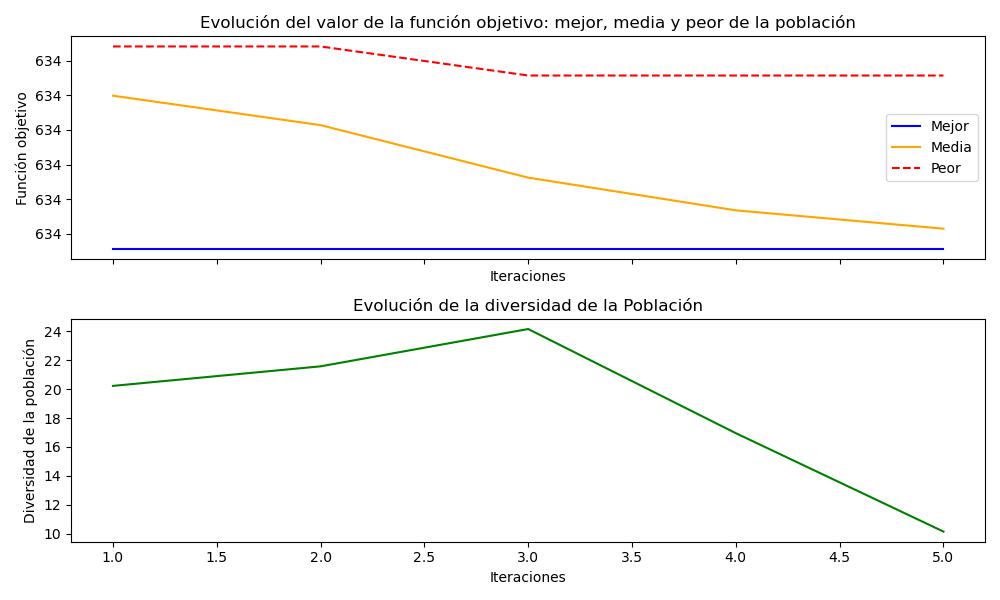 Evolución del valor de la función objetivo: mejor, media y peor de la población
634
634
634
634
634
634
Función objetivo
Mejor
Media
Peor
Iteraciones
Evolución de la diversidad de la Población
24
22
20
18
16
14
12
10
Diversidad de la población
1.0 1.5 2.0 2.5 3.0 3.5 4.0 4.5 5.0
Iteraciones